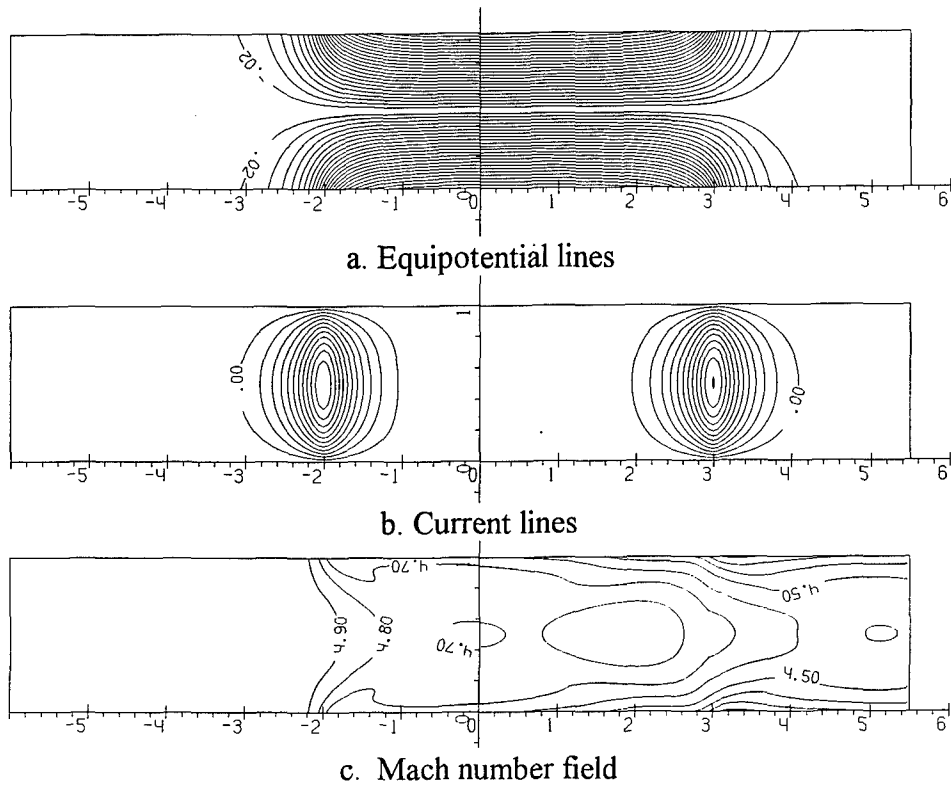 -.02
.02
-5 -4 -3 -2 -1 0 1 2 3 4 5 6
a. Equipotential lines
1
.00 .00
-5 -4 -3 -2 -1 0 1 2 3 4 5 6
b. Current lines
4.70
4.90 4.80 4.70 4.50
4.50
-5 -4 -3 -2 -1 0 1 2 3 4 5 6
c. Mach number field